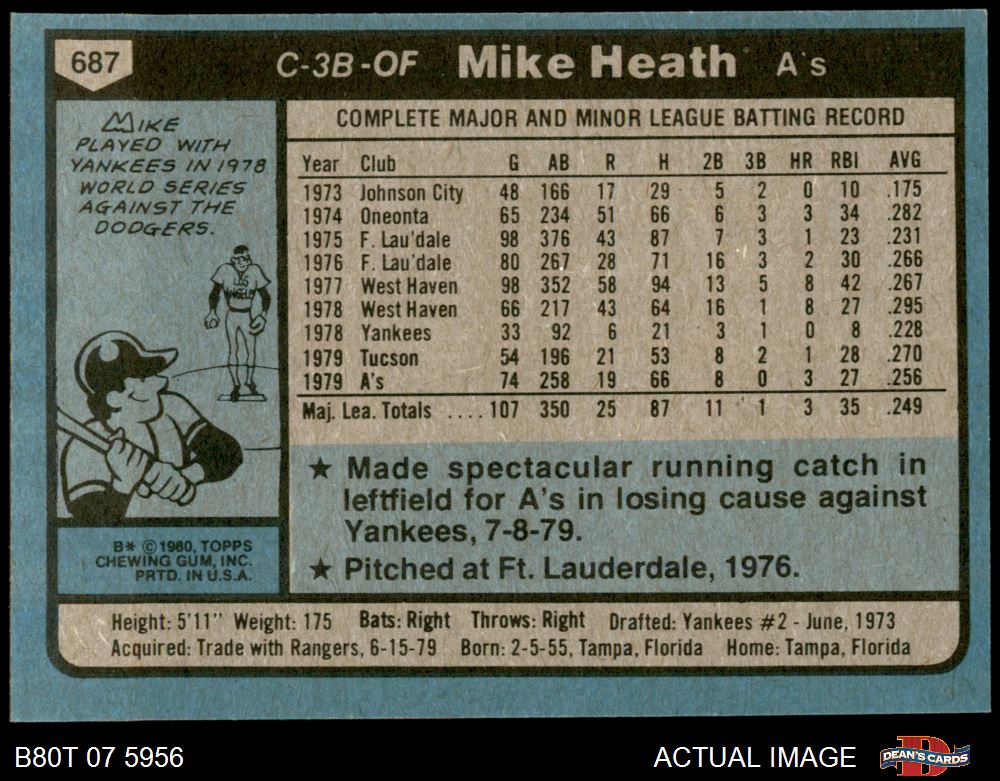 687
C-3B-OF Mike Heath A's
MIKE
PLAYED WITH
YANKEES IN 1978
WORLD SERIES
AGAINST THE
DODGERS.
LOS
ANGELES
COMPLETE MAJOR AND MINOR LEAGUE BATTING RECORD
Year Club G AB R H 2B 3B HR RBI AVG
1973 Johnson City 48 166 17 29 5 2 0 10 .175
1974 Oneonta 65 234 51 66 6 3 3 34 .282
1975 F. Lau'dale 98 376 43 87 7 3 1 23 .231
1976 F. Lau'dale 80 267 28 71 16 3 2 30 .266
1977 West Haven 98 352 58 94 13 5 8 42 .267
1978 West Haven 66 217 43 64 16 1 8 27 .295
1978 Yankees 33 92 6 21 3 1 0 8 .228
1979 Tucson 54 196 21 53 8 2 1 28 .270
1979 A's 74 258 19 66 8 0 3 27 .256
Maj. Lea. Totals .... 107 350 25 87 11 1 3 35 .249
★ Made spectacular running catch in
leftfield for A's in losing cause against
Yankees, 7-8-79.
★ Pitched at Ft. Lauderdale, 1976.
B* © 1980, TOPPS
CHEWING GUM, INC.
PRTD. IN U.S.A.
Height: 5'11" Weight: 175 Bats: Right Throws: Right Drafted: Yankees #2 - June, 1973
Acquired: Trade with Rangers, 6-15-79 Born: 2-5-55, Tampa, Florida Home: Tampa, Florida
B80T 07 5956 ACTUAL IMAGE DEAN'S CARDS